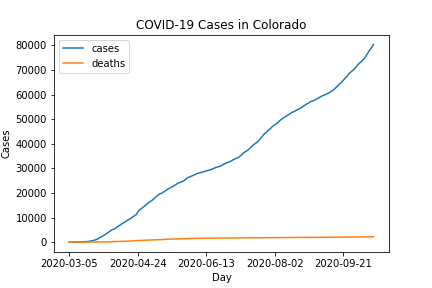 COVID-19 Cases in Colorado
cases
deaths
80000
70000
60000
50000
40000
30000
20000
10000
0
Cases
2020-03-05 2020-04-24 2020-06-13 2020-08-02 2020-09-21
Day